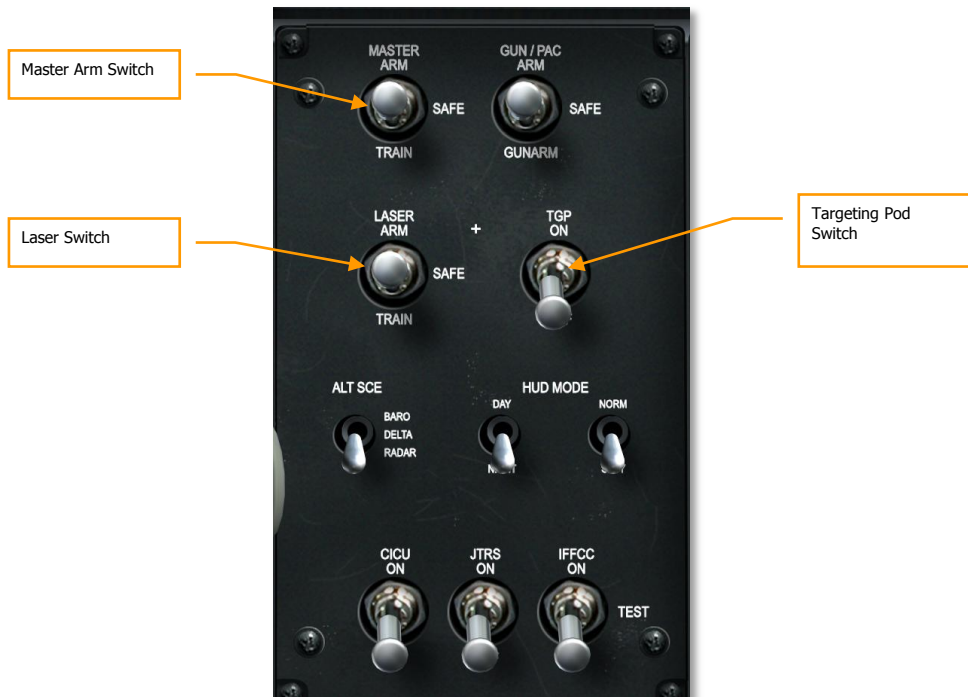 Master Arm Switch
MASTER
ARM
GUN / PAC
ARM
SAFE
SAFE
TRAIN
GUNARM
Laser Switch
LASER
ARM
TGP
ON
Targeting Pod
Switch
SAFE
TRAIN
ALT SCE
HUD MODE
BARO
DELTA
RADAR
DAY
NORM
CICU
ON
JTRS
ON
IFFCC
ON
TEST